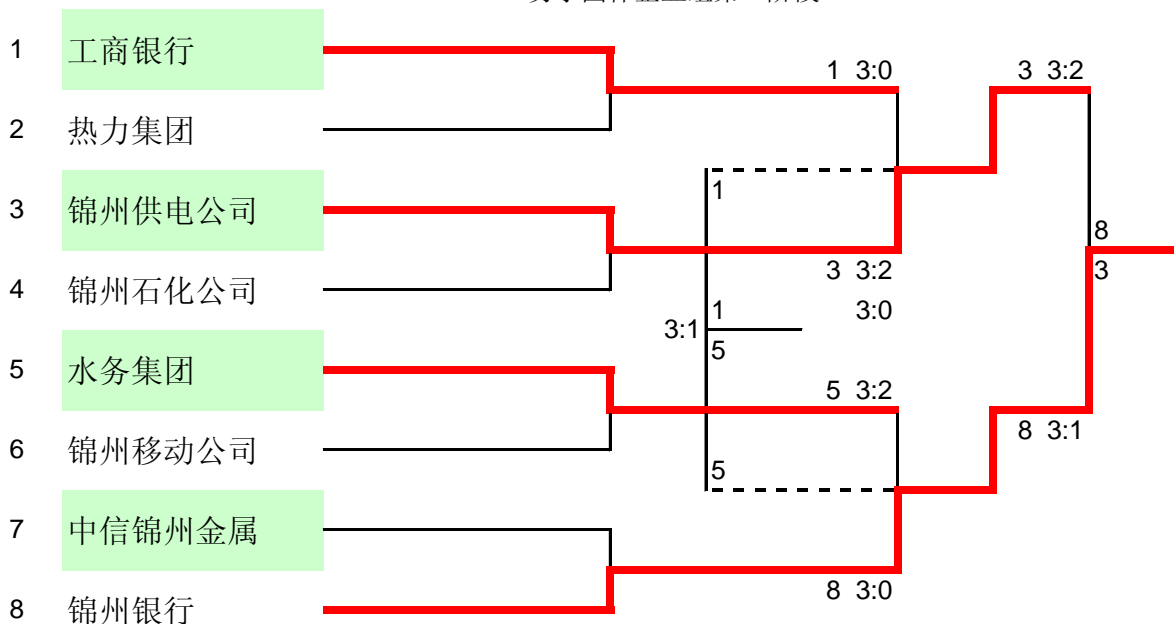 1 工商银行
1 3:0 3 3:2
2 热力集团
1
3 锦州供电公司
8
3 3:2 3
4 锦州石化公司
1 3:0
3:1
5
5 水务集团
5 3:2
8 3:1
6 锦州移动公司
5
7 中信锦州金属
8 3:0
8 锦州银行